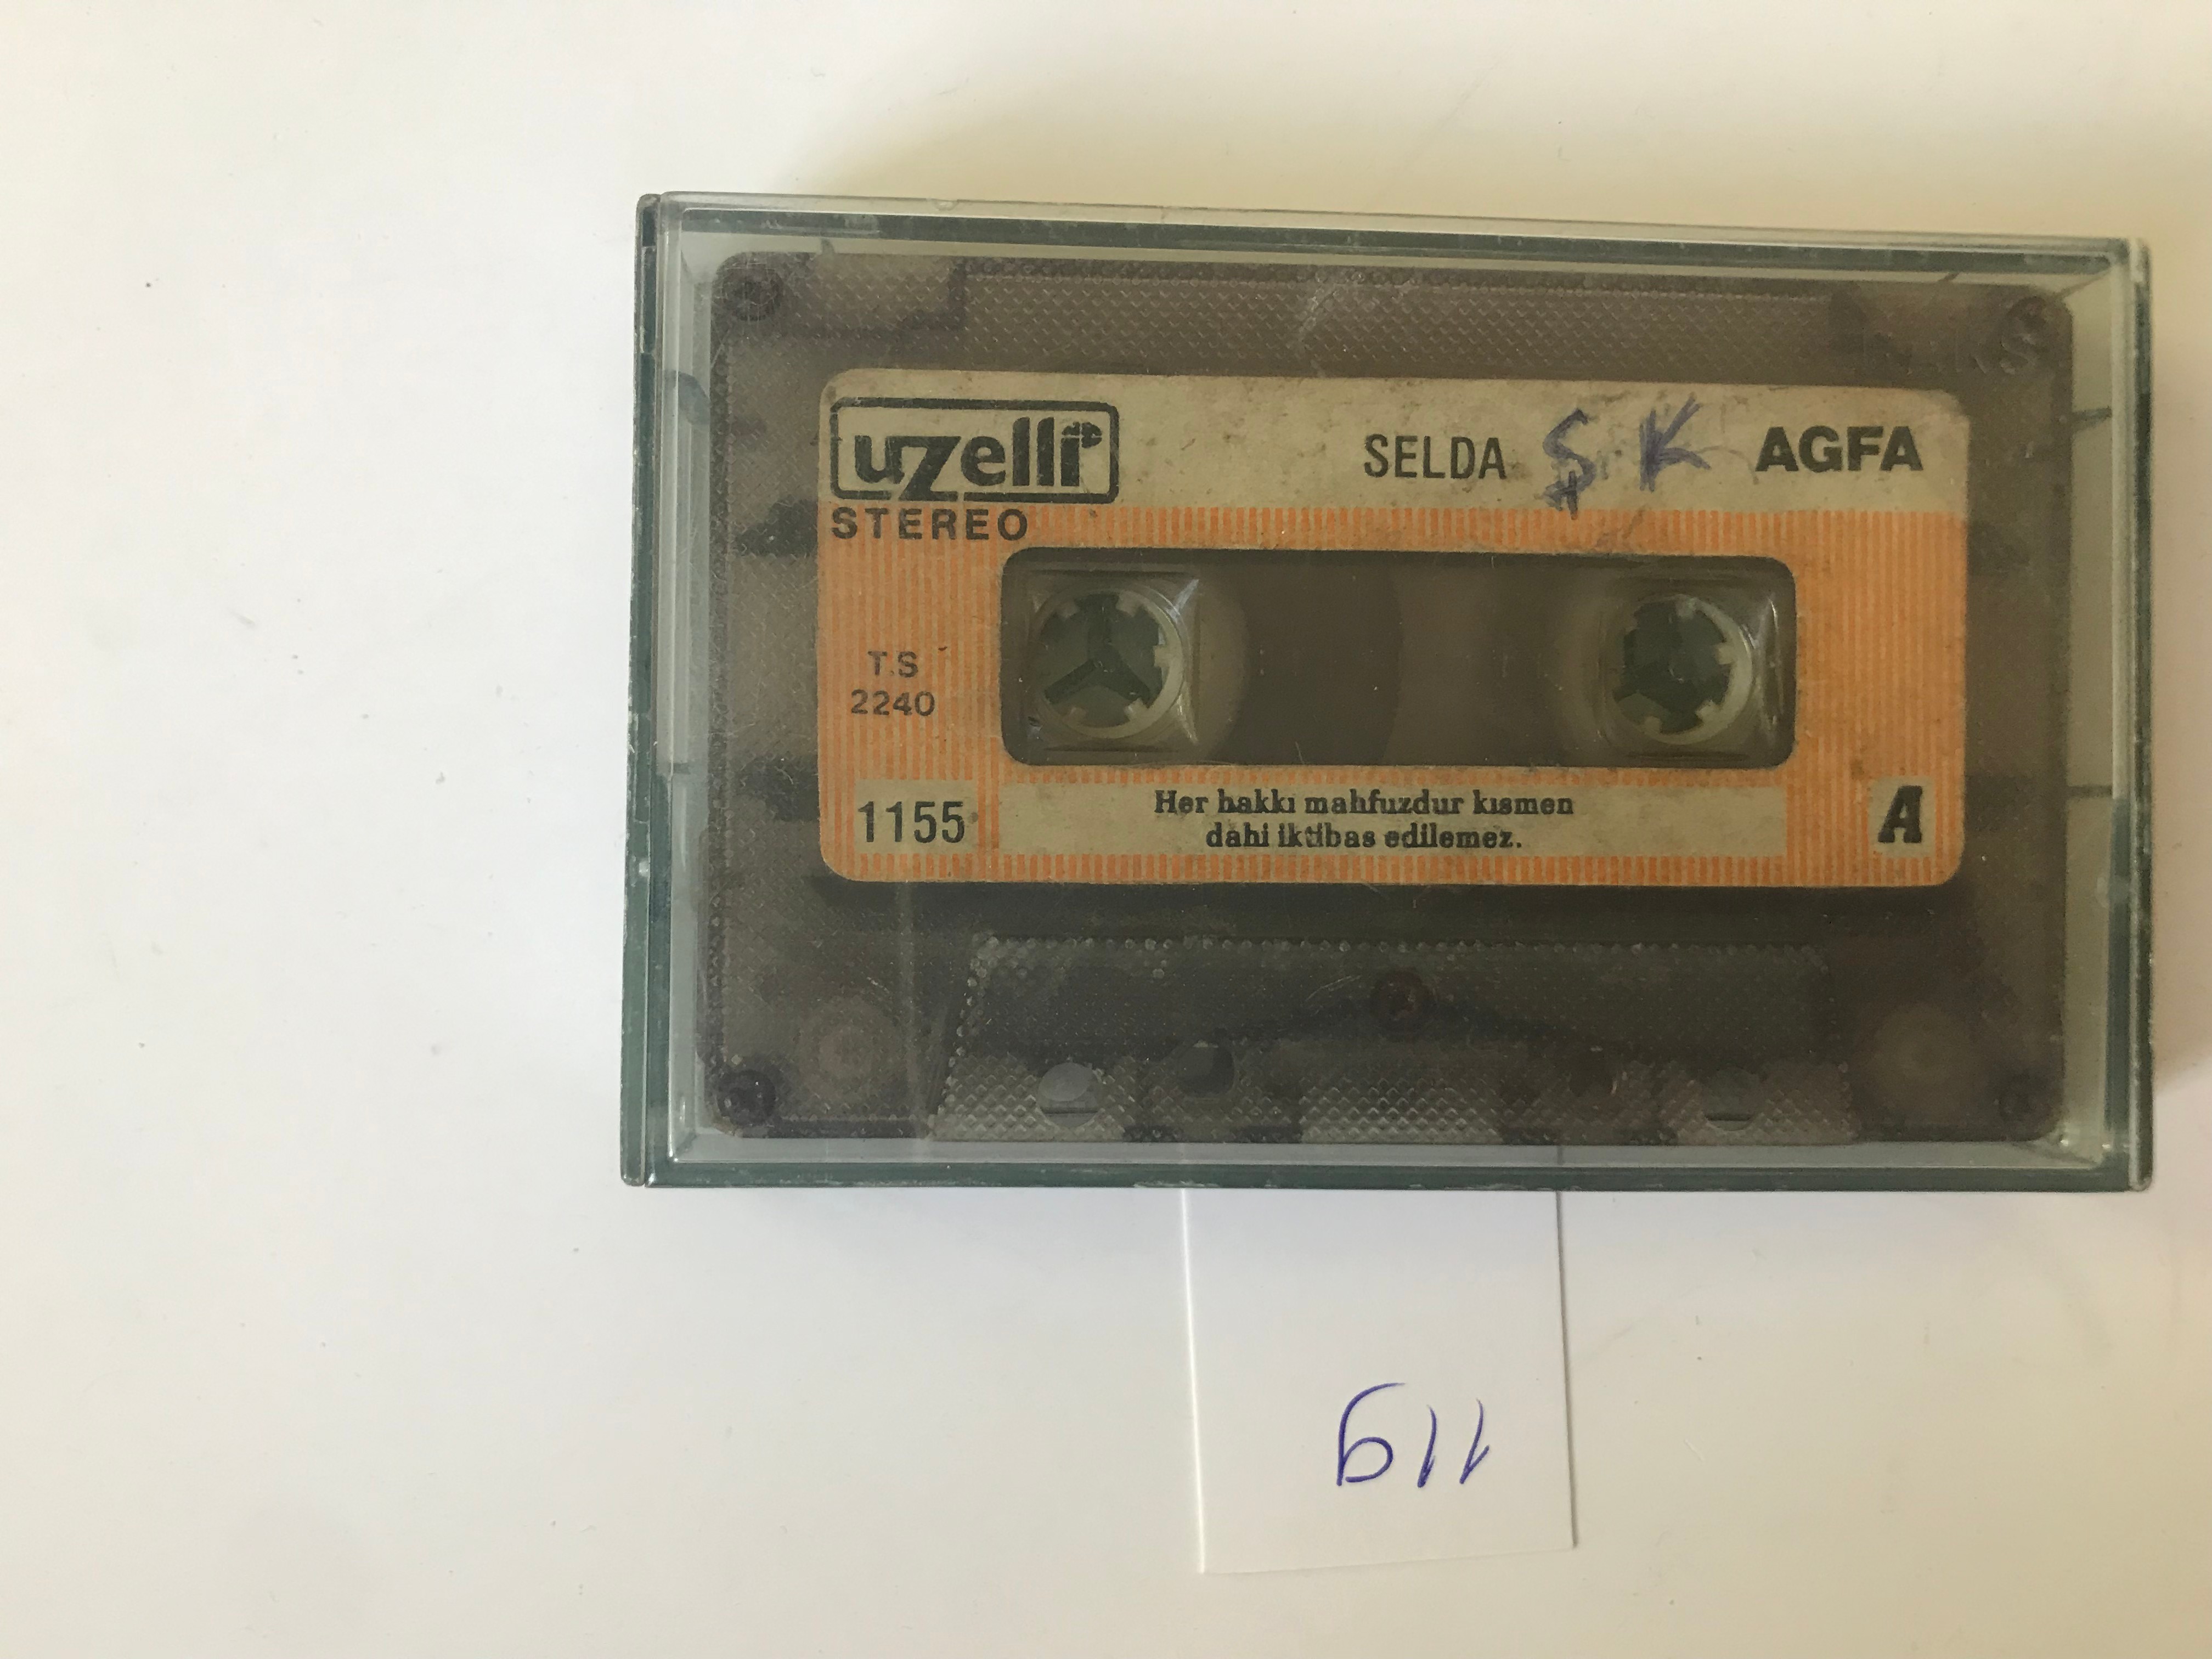 uzelli SELDA Ş K AGFA
STEREO
T.S
2240
1155
Her hakkı mahfuzdur kısmen
dahi iktibas edilemez.
A
119